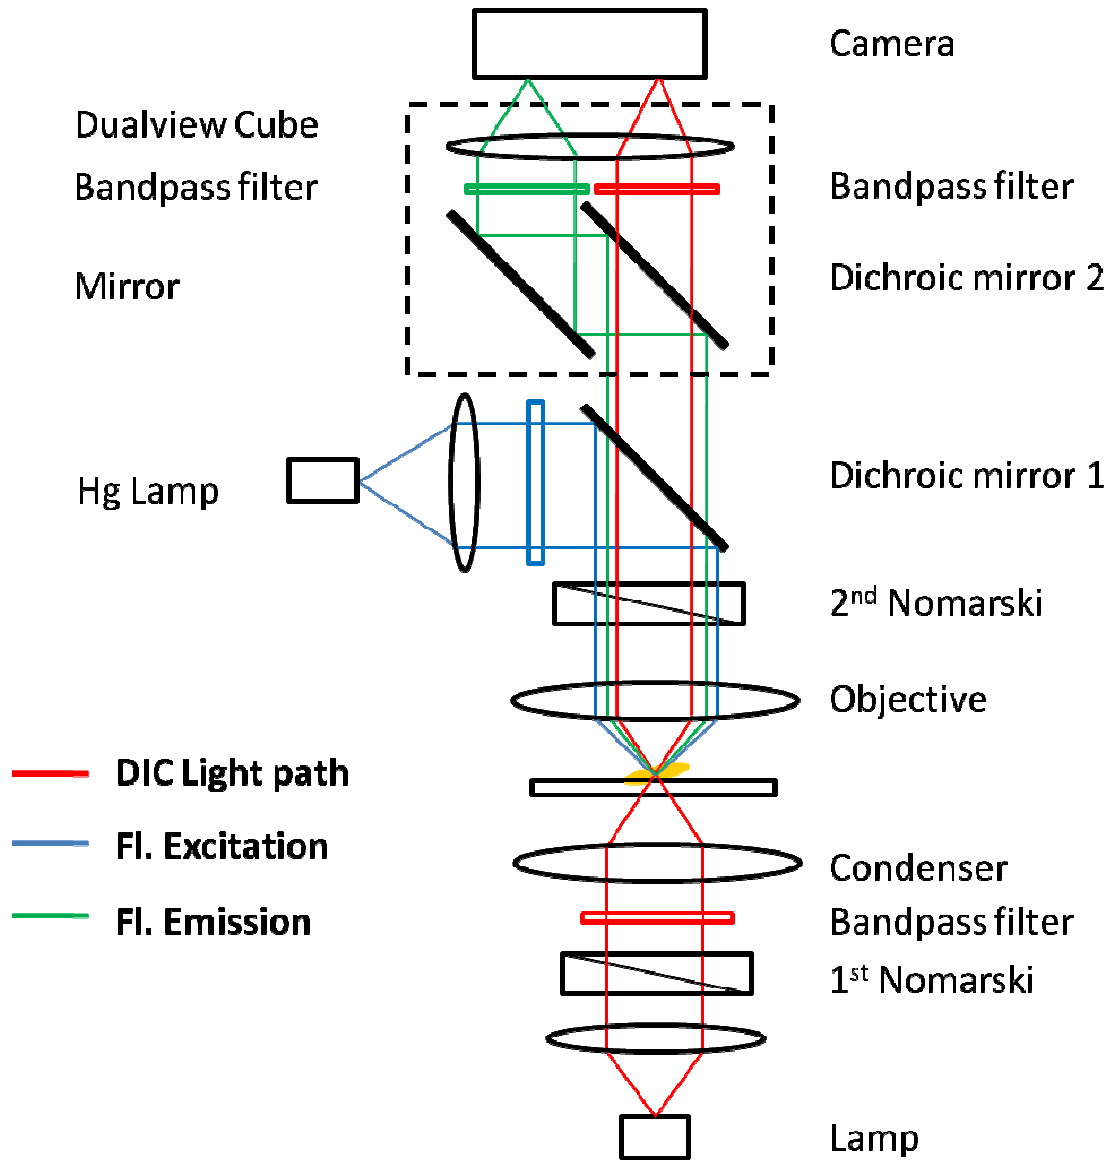 Camera
Dualview Cube
Bandpass filter
Bandpass filter
Mirror
Dichroic mirror 2
Hg Lamp
Dichroic mirror 1
2nd Nomarski
Objective
DIC Light path
Fl. Excitation
Fl. Emission
Condenser
Bandpass filter
1st Nomarski
Lamp